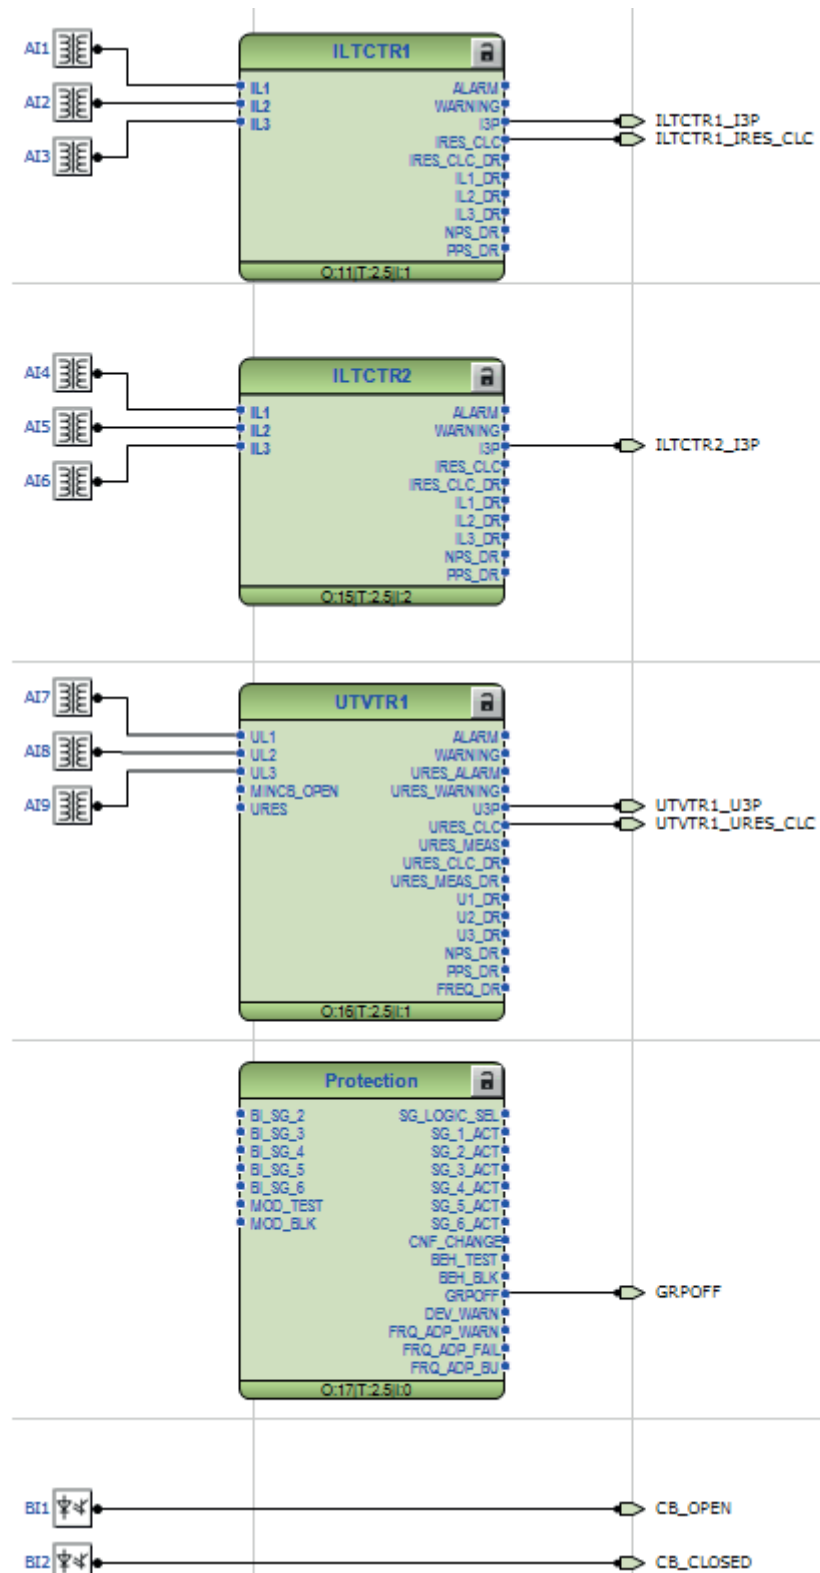 AI1
AI2
AI3
ILTCTR1
IL1
IL2
IL3
ALARM
WARNING
I3P
IRES_CLC
IRES_CLC_DR
IL1_DR
IL2_DR
IL3_DR
NPS_DR
PPS_DR
O:11|T:2.5|I:1
ILTCTR1_I3P
ILTCTR1_IRES_CLC
AI4
AI5
AI6
ILTCTR2
IL1
IL2
IL3
ALARM
WARNING
I3P
IRES_CLC
IRES_CLC_DR
IL1_DR
IL2_DR
IL3_DR
NPS_DR
PPS_DR
O:15|T:2.5|I:2
ILTCTR2_I3P
AI7
AI8
AI9
UTVTR1
UL1
UL2
UL3
MINCB_OPEN
URES
ALARM
WARNING
URES_ALARM
URES_WARNING
U3P
URES_CLC
URES_MEAS
URES_CLC_DR
URES_MEAS_DR
U1_DR
U2_DR
U3_DR
NPS_DR
PPS_DR
FREQ_DR
O:16|T:2.5|I:1
UTVTR1_U3P
UTVTR1_URES_CLC
Protection
BI_SG_2
BI_SG_3
BI_SG_4
BI_SG_5
BI_SG_6
MOD_TEST
MOD_BLK
SG_LOGIC_SEL
SG_1_ACT
SG_2_ACT
SG_3_ACT
SG_4_ACT
SG_5_ACT
SG_6_ACT
CNF_CHANGE
BEH_TEST
BEH_BLK
GRPOFF
DEV_WARN
FRQ_ADP_WARN
FRQ_ADP_FAIL
FRQ_ADP_BU
O:17|T:2.5|I:0
GRPOFF
BI1
CB_OPEN
BI2
CB_CLOSED